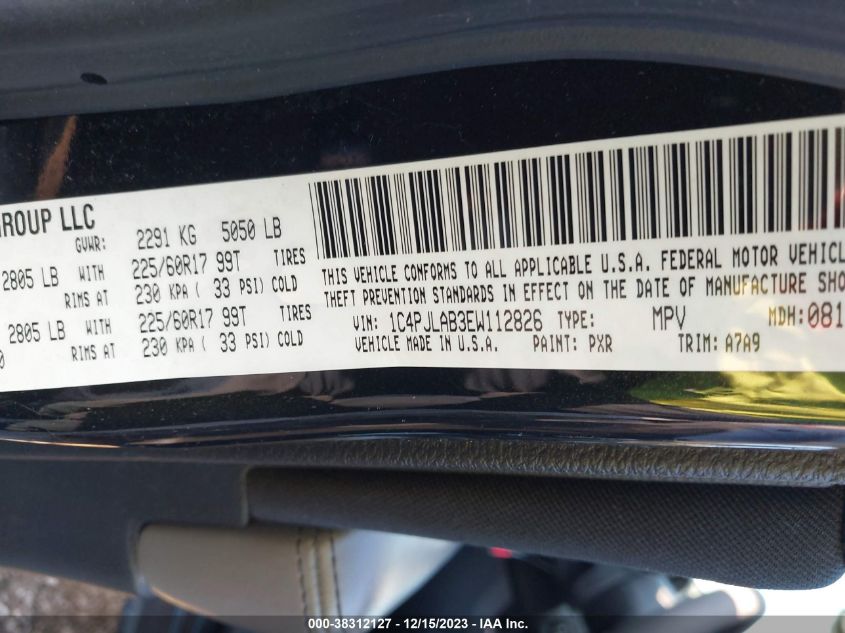 GROUP LLC
GVWR: 2291 KG 5050 LB
2805 LB WITH 225/60R17 99T TIRES
RIMS AT 230 KPA ( 33 PSI) COLD
2805 LB WITH 225/60R17 99T TIRES
RIMS AT 230 KPA ( 33 PSI) COLD
THIS VEHICLE CONFORMS TO ALL APPLICABLE U.S.A. FEDERAL MOTOR VEHICL
THEFT PREVENTION STANDARDS IN EFFECT ON THE DATE OF MANUFACTURE SHO
VIN: 1C4PJLAB3EW112826 TYPE: MPV MDH:081
VEHICLE MADE IN U.S.A. PAINT: PXR TRIM: A7A9
000-38312127 - 12/15/2023 - IAA Inc.